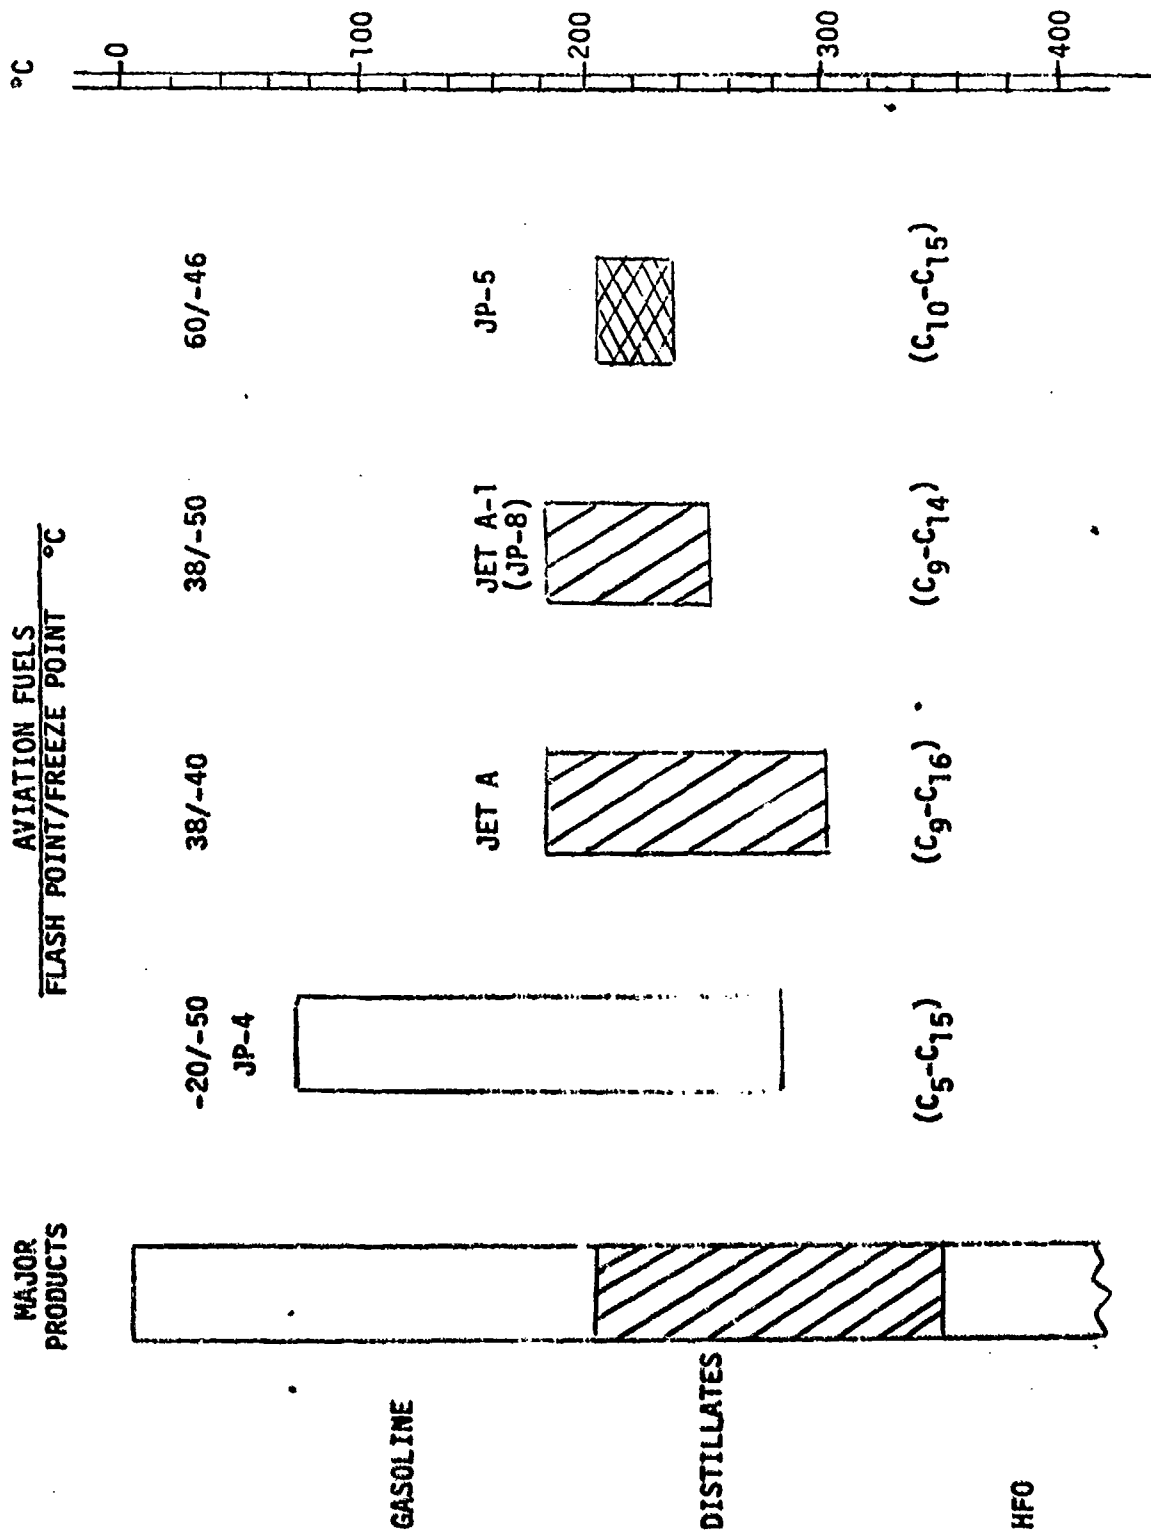 AVIATION FUELS
FLASH POINT/FREEZE POINT °C
°C
MAJOR
PRODUCTS
-20/-50
38/-40
38/-50
60/-46
JP-4
JET A
JET A-1
(JP-8)
JP-5
0
100
200
300
400
GASOLINE
DISTILLATES
HFO
(C5-C15)
(C9-C16)
(C9-C14)
(C10-C15)